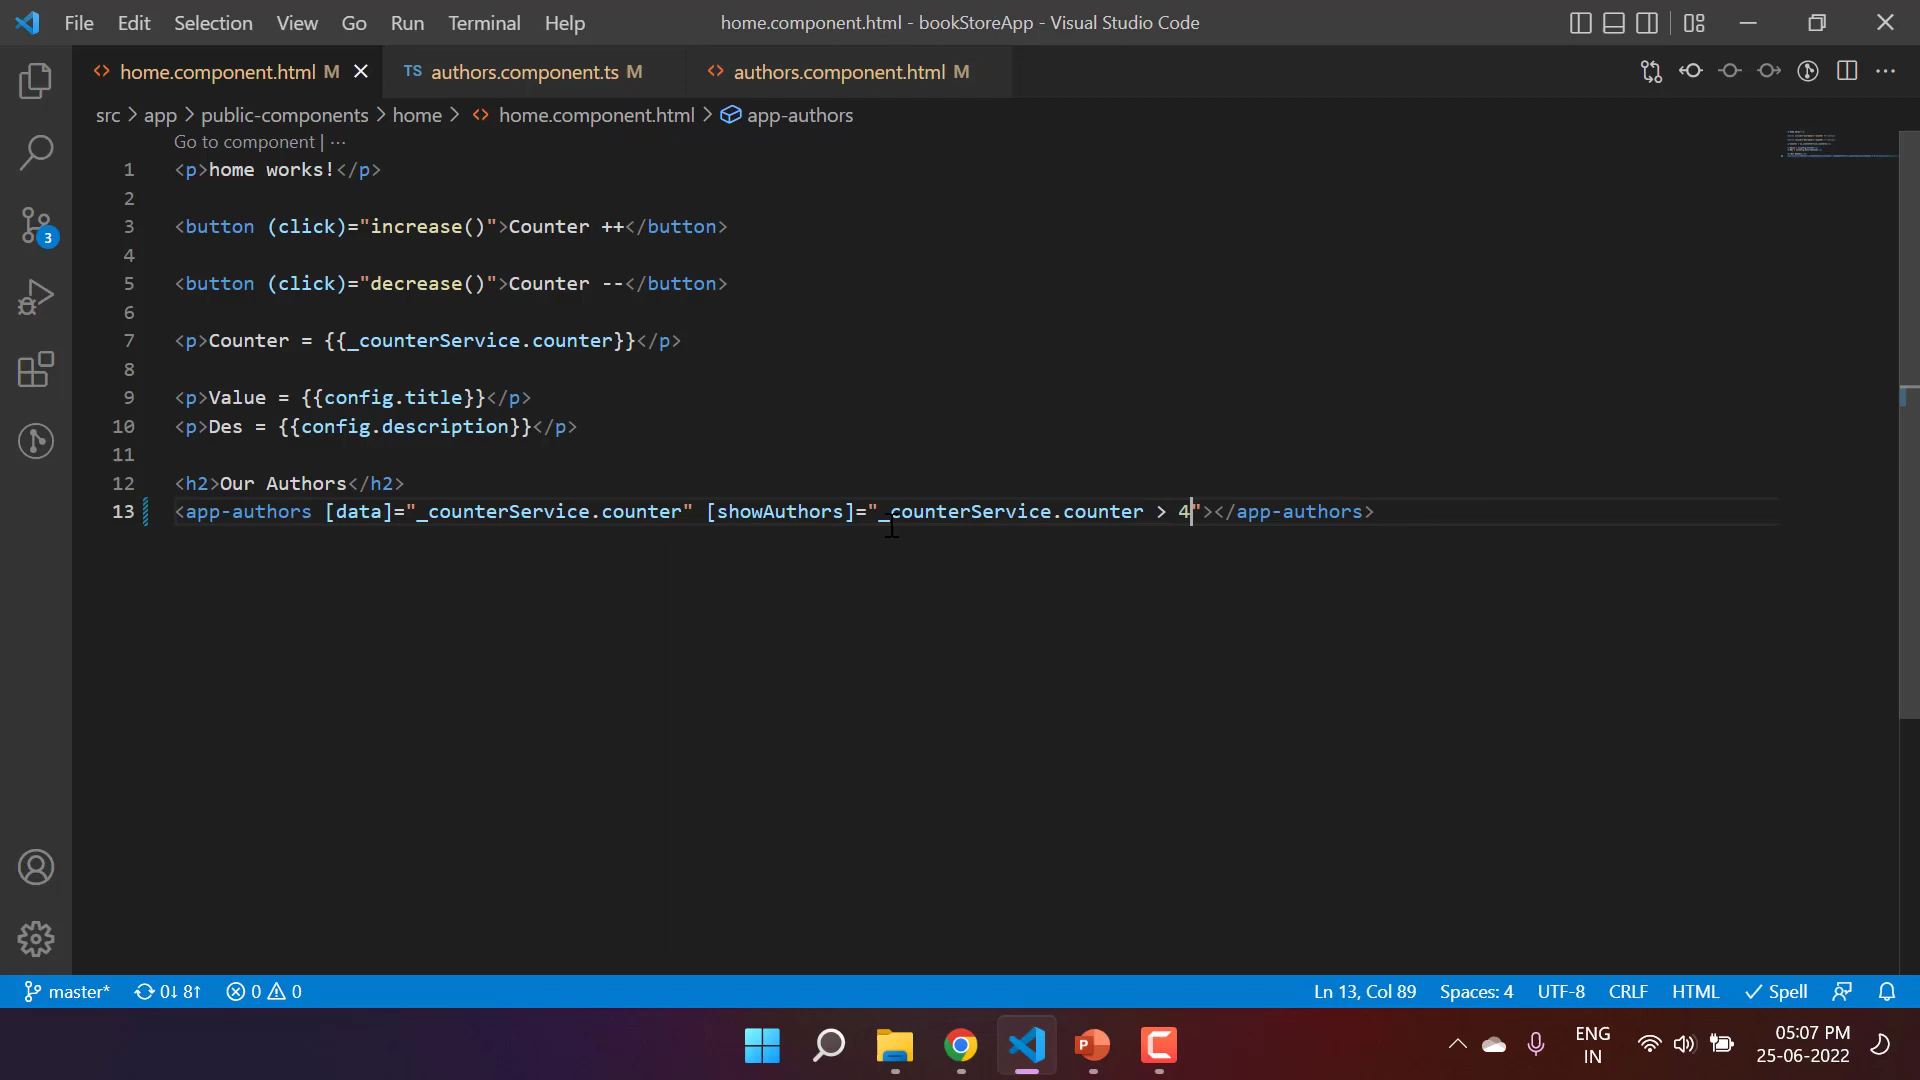 File Edit Selection View Go Run Terminal Help home.component.html - bookStoreApp - Visual Studio Code
home.component.html M TS authors.component.ts M authors.component.html M
src > app > public-components > home > home.component.html > app-authors
Go to component | ...
1 <p>home works!</p>
2
3 <button (click)="increase()">Counter ++</button>
4
5 <button (click)="decrease()">Counter --</button>
6
7 <p>Counter = {{_counterService.counter}}</p>
8
9 <p>Value = {{config.title}}</p>
10 <p>Des = {{config.description}}</p>
11
12 <h2>Our Authors</h2>
13 <app-authors [data]="_counterService.counter" [showAuthors]="_counterService.counter > 4"></app-authors>
3
master* 0↓ 8↑ 0 0 Ln 13, Col 89 Spaces: 4 UTF-8 CRLF HTML Spell
ENG 05:07 PM
IN 25-06-2022